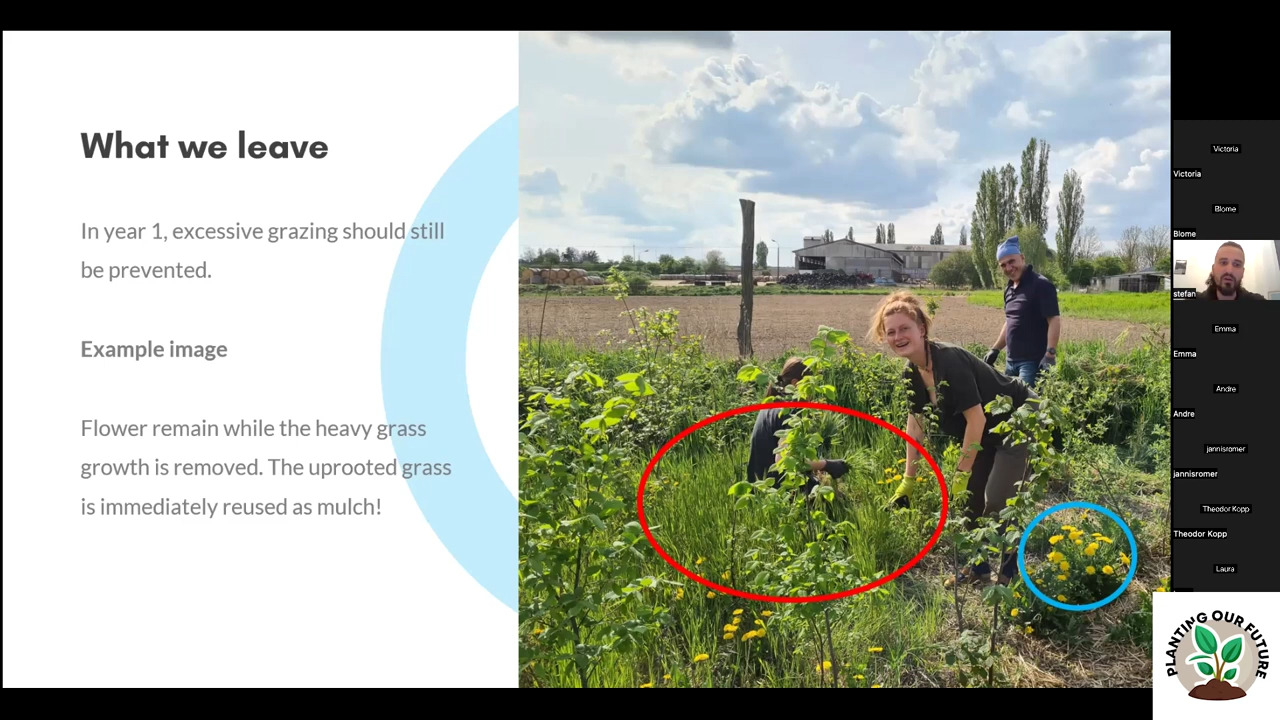 What we leave
In year 1, excessive grazing should still
be prevented.
Example image
Flower remain while the heavy grass
growth is removed. The uprooted grass
is immediately reused as mulch!
Victoria
Victoria
Blome
Blome
stefan
Emma
Emma
Andre
Andre
jannisromer
jannisromer
Theodor Kopp
Theodor Kopp
Laura
PLANTING OUR FUTURE